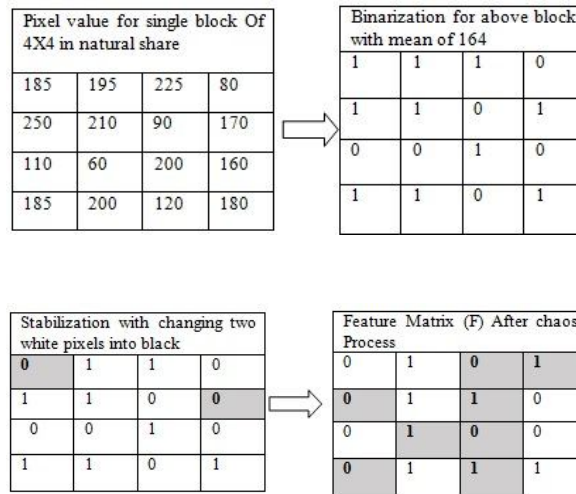 Pixel value for single block Of
4X4 in natural share
185 195 225 80
250 210 90 170
110 60 200 160
185 200 120 180
Binarization for above block
with mean of 164
1 1 1 0
1 1 0 1
0 0 1 0
1 1 0 1
Stabilization with changing two
white pixels into black
0 1 1 0
1 1 0 0
0 0 1 0
1 1 0 1
Feature Matrix (F) After chaos
Process
0 1 0 1
0 1 1 0
0 1 0 0
0 1 1 1